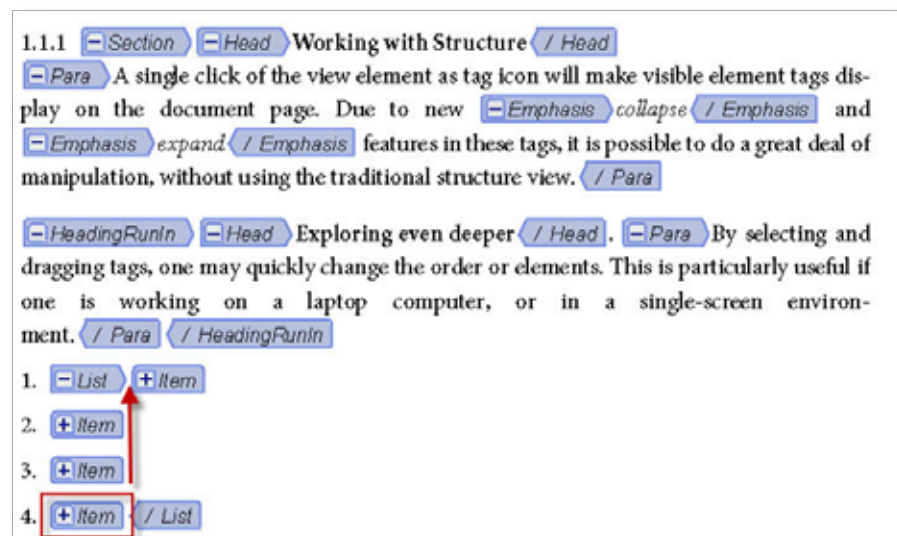 1.1.1 Section Head Working with Structure / Head
Para A single click of the view element as tag icon will make visible element tags dis-
play on the document page. Due to new Emphasis collapse / Emphasis and
Emphasis expand / Emphasis features in these tags, it is possible to do a great deal of
manipulation, without using the traditional structure view. / Para
HeadingRunIn Head Exploring even deeper / Head . Para By selecting and
dragging tags, one may quickly change the order or elements. This is particularly useful if
one is working on a laptop computer, or in a single-screen environ-
ment. / Para / HeadingRunIn
1. List Item
2. Item
3. Item
4. Item / List